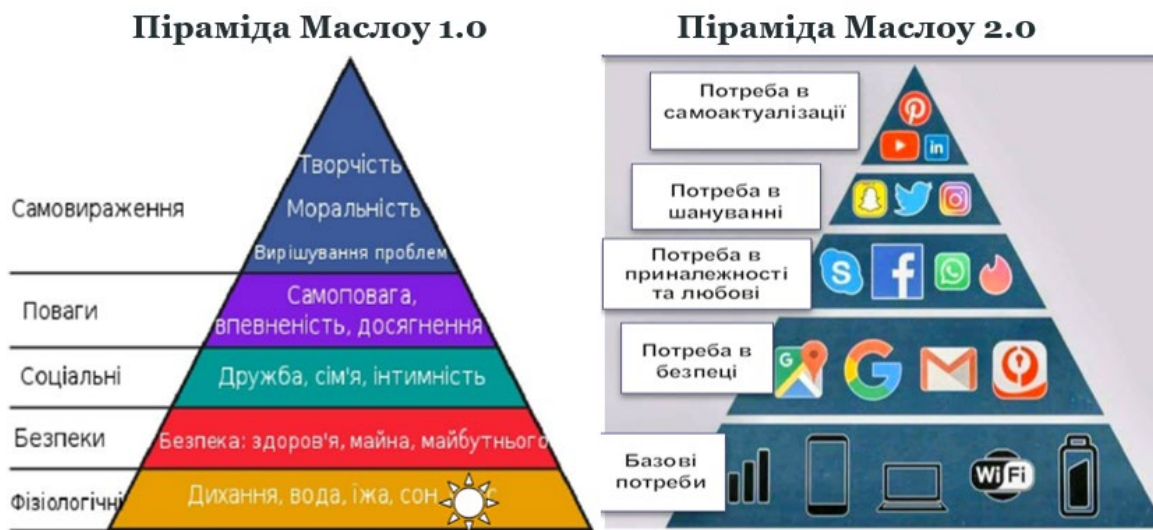 Піраміда Маслоу 1.0
Самовираження
Творчість
Моральність
Вирішування проблем
Поваги
Самоповага,
впевненість, досягнення
Соціальні
Дружба, сім'я, інтимність
Безпеки
Безпека: здоров'я, майна, майбутнього
Фізіологічні
Дихання, вода, їжа, сон
Піраміда Маслоу 2.0
Потреба в
самоактуалізації
in
Потреба в
шануванні
Потреба в
приналежності
та любові
S
f
Потреба в
безпеці
G
G
Базові
потреби
WiFi